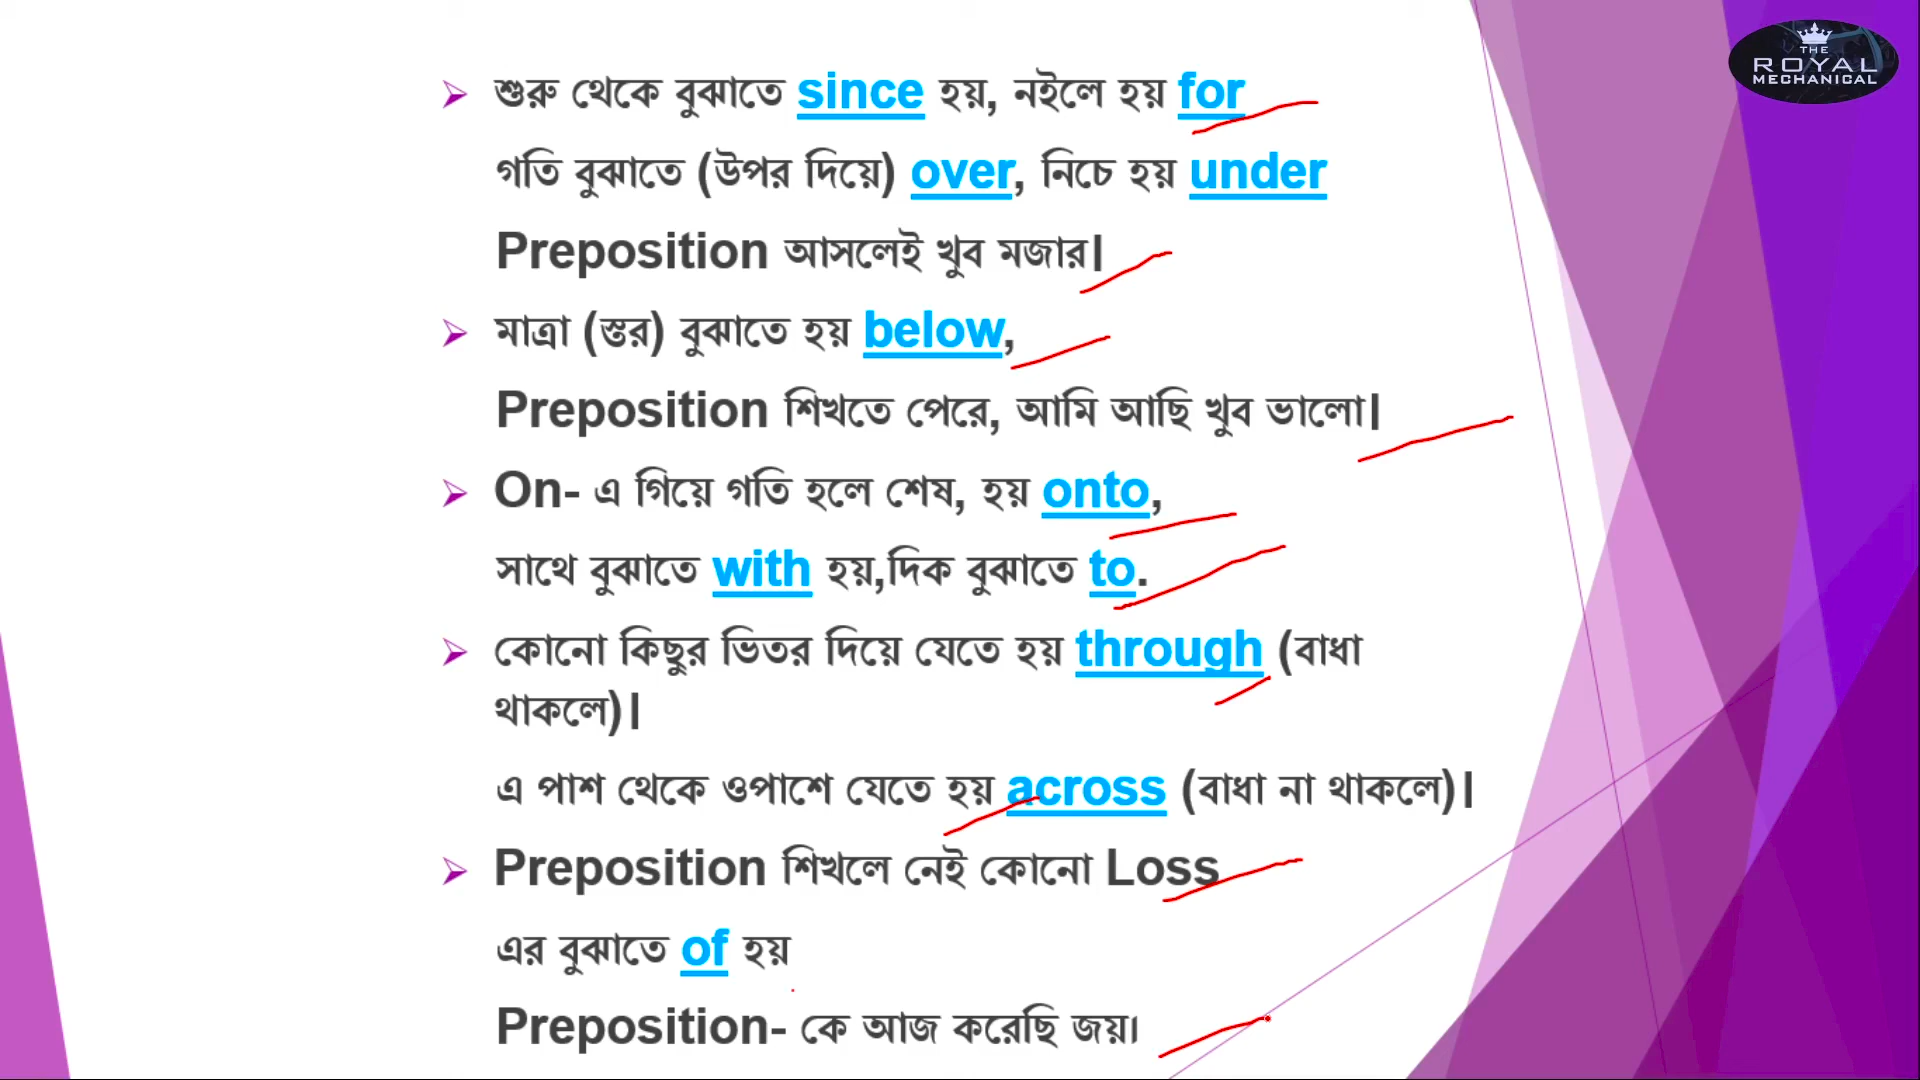 THE
ROYAL
MECHANICAL
➢ শুরু থেকে বুঝাতে since হয়, নইলে হয় for
গতি বুঝাতে (উপর দিয়ে) over, নিচে হয় under
Preposition আসলেই খুব মজার।
➢ মাত্রা (স্তর) বুঝাতে হয় below,
Preposition শিখতে পেরে, আমি আছি খুব ভালো।
➢ On- এ গিয়ে গতি হলে শেষ, হয় onto,
সাথে বুঝাতে with হয়,দিক বুঝাতে to.
➢ কোনো কিছুর ভিতর দিয়ে যেতে হয় through (বাধা
থাকলে)।
এ পাশ থেকে ওপাশে যেতে হয় across (বাধা না থাকলে)।
➢ Preposition শিখলে নেই কোনো Loss
এর বুঝাতে of হয়
Preposition- কে আজ করেছি জয়।